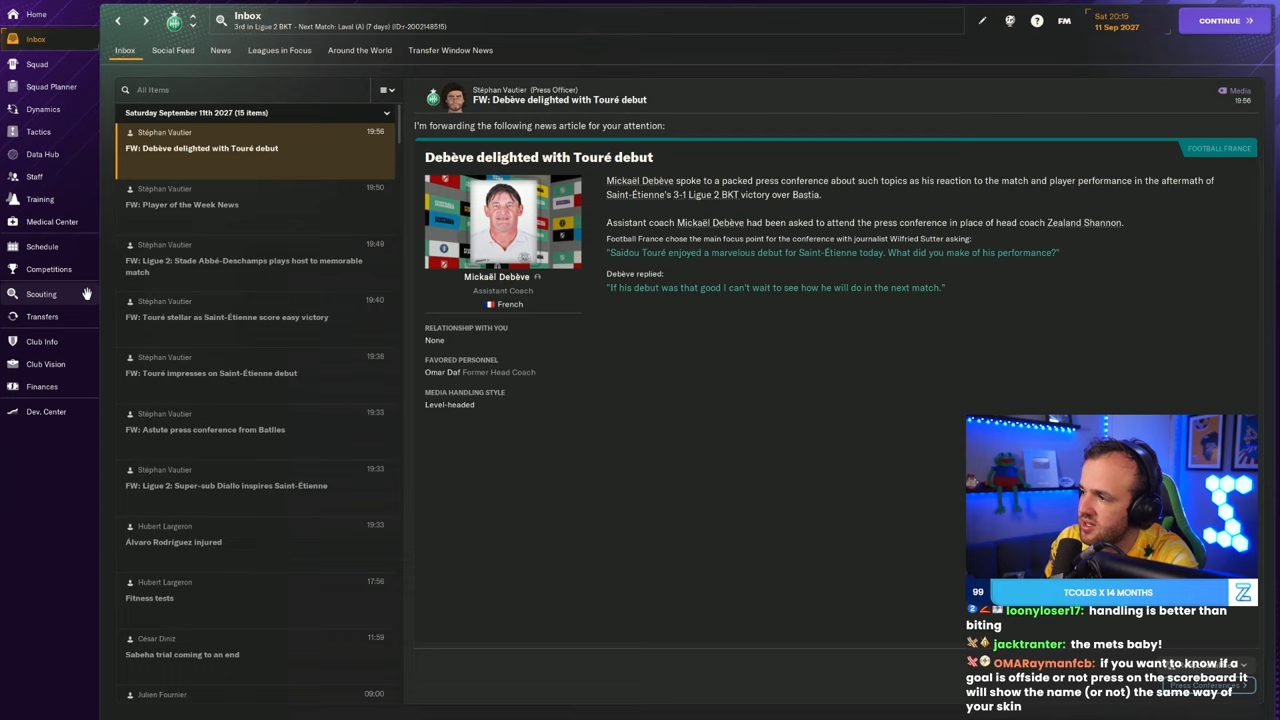 Home
Inbox
Squad
Squad Planner
Dynamics
Tactics
Data Hub
Staff
Training
Medical Center
Schedule
Competitions
Scouting
Transfers
Club Info
Club Vision
Finances
Dev. Center
Inbox
3rd in Ligue 2 BKT - Next Match: Laval (A) (7 days) (ID:r-2002148515)
FM
Sat 20:15
11 Sep 2027
CONTINUE
Inbox
Social Feed
News
Leagues in Focus
Around the World
Transfer Window News
All Items
Saturday September 11th 2027 (15 items)
Stéphan Vautier 19:56
FW: Debève delighted with Touré debut
Stéphan Vautier 19:50
FW: Player of the Week News
Stéphan Vautier 19:49
FW: Ligue 2: Stade Abbé-Deschamps plays host to memorable
match
Stéphan Vautier 19:40
FW: Touré stellar as Saint-Étienne score easy victory
Stéphan Vautier 19:36
FW: Touré impresses on Saint-Étienne debut
Stéphan Vautier 19:33
FW: Astute press conference from Batlles
Stéphan Vautier 19:33
FW: Ligue 2: Super-sub Diallo inspires Saint-Étienne
Hubert Largeron 19:33
Álvaro Rodríguez injured
Hubert Largeron 17:56
Fitness tests
César Diniz 11:59
Sabeha trial coming to an end
Julien Fournier 09:00
Stéphan Vautier (Press Officer)
FW: Debève delighted with Touré debut
Media
19:56
I'm forwarding the following news article for your attention:
FOOTBALL FRANCE
Debève delighted with Touré debut
Mickaël Debève
Assistant Coach
French
RELATIONSHIP WITH YOU
None
FAVORED PERSONNEL
Omar Daf Former Head Coach
MEDIA HANDLING STYLE
Level-headed
Mickaël Debève spoke to a packed press conference about such topics as his reaction to the match and player performance in the aftermath of
Saint-Étienne's 3-1 Ligue 2 BKT victory over Bastia.
Assistant coach Mickaël Debève had been asked to attend the press conference in place of head coach Zealand Shannon.
Football France chose the main focus point for the conference with journalist Wilfried Sutter asking:
"Saidou Touré enjoyed a marvelous debut for Saint-Étienne today. What did you make of his performance?"
Debève replied:
"If his debut was that good I can't wait to see how he will do in the next match."
99
TCOLDS X 14 MONTHS
Z
loonyloser17: handling is better than
biting
jacktranter: the mets baby!
OMARaymanfcb: if you want to know if a
goal is offside or not press on the scoreboard it
will show the name (or not) the same way of
your skin
Press Conferences